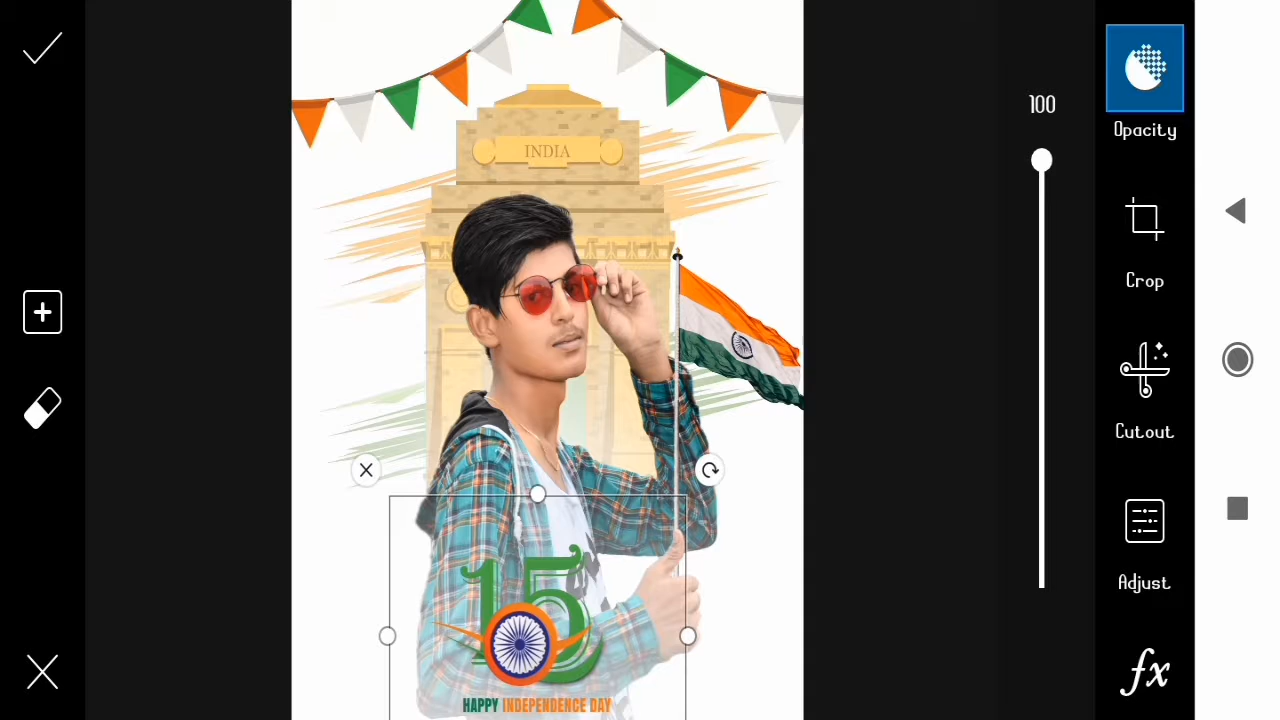 100
Opacity
INDIA
Crop
Cutout
15
Adjust
fx
HAPPY INDEPENDENCE DAY